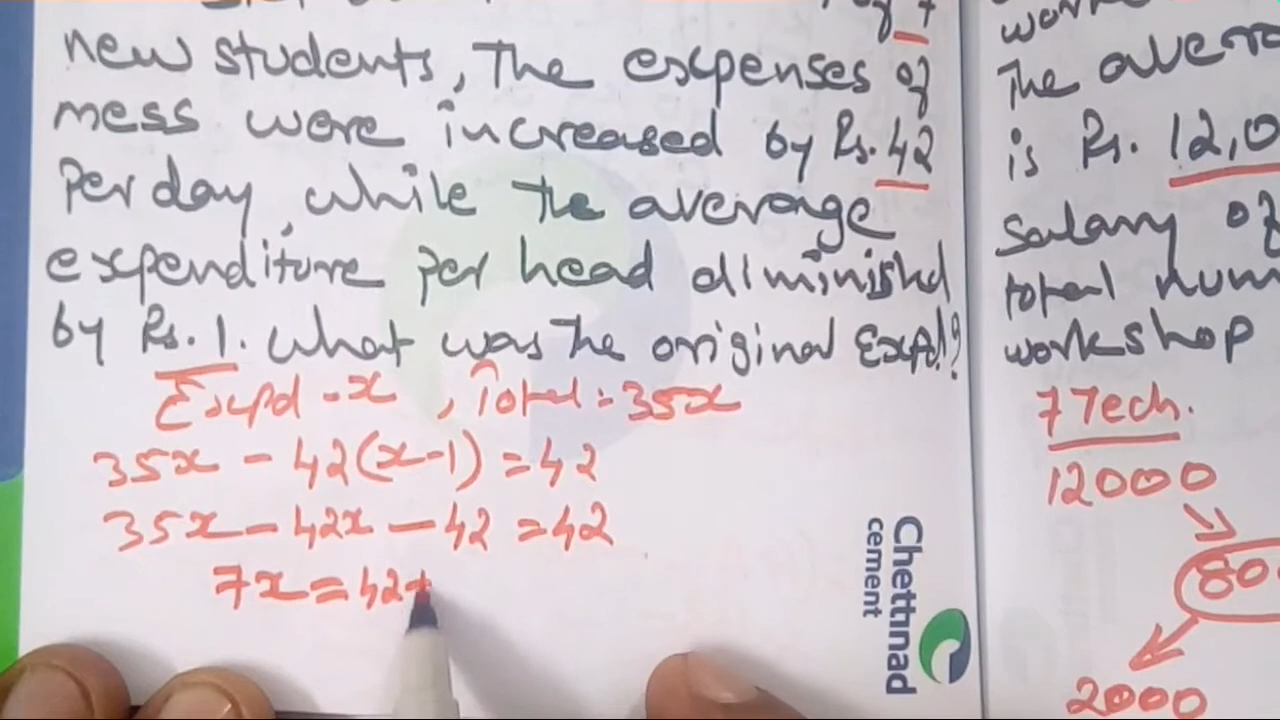 new students, The expenses of
mess were increased by Rs. 42
Per day, while the average
expenditure per head diminishd
by Rs. 1. What was the original Expd?
Expd - x , Total : 35x
35x - 42(x-1) = 42
35x - 42x - 42 = 42
7x = 42+
Chettinad
cement
The avera
is Rs. 12,0
Salary of
total num
workshop
7 Tech.
12000
80
2000